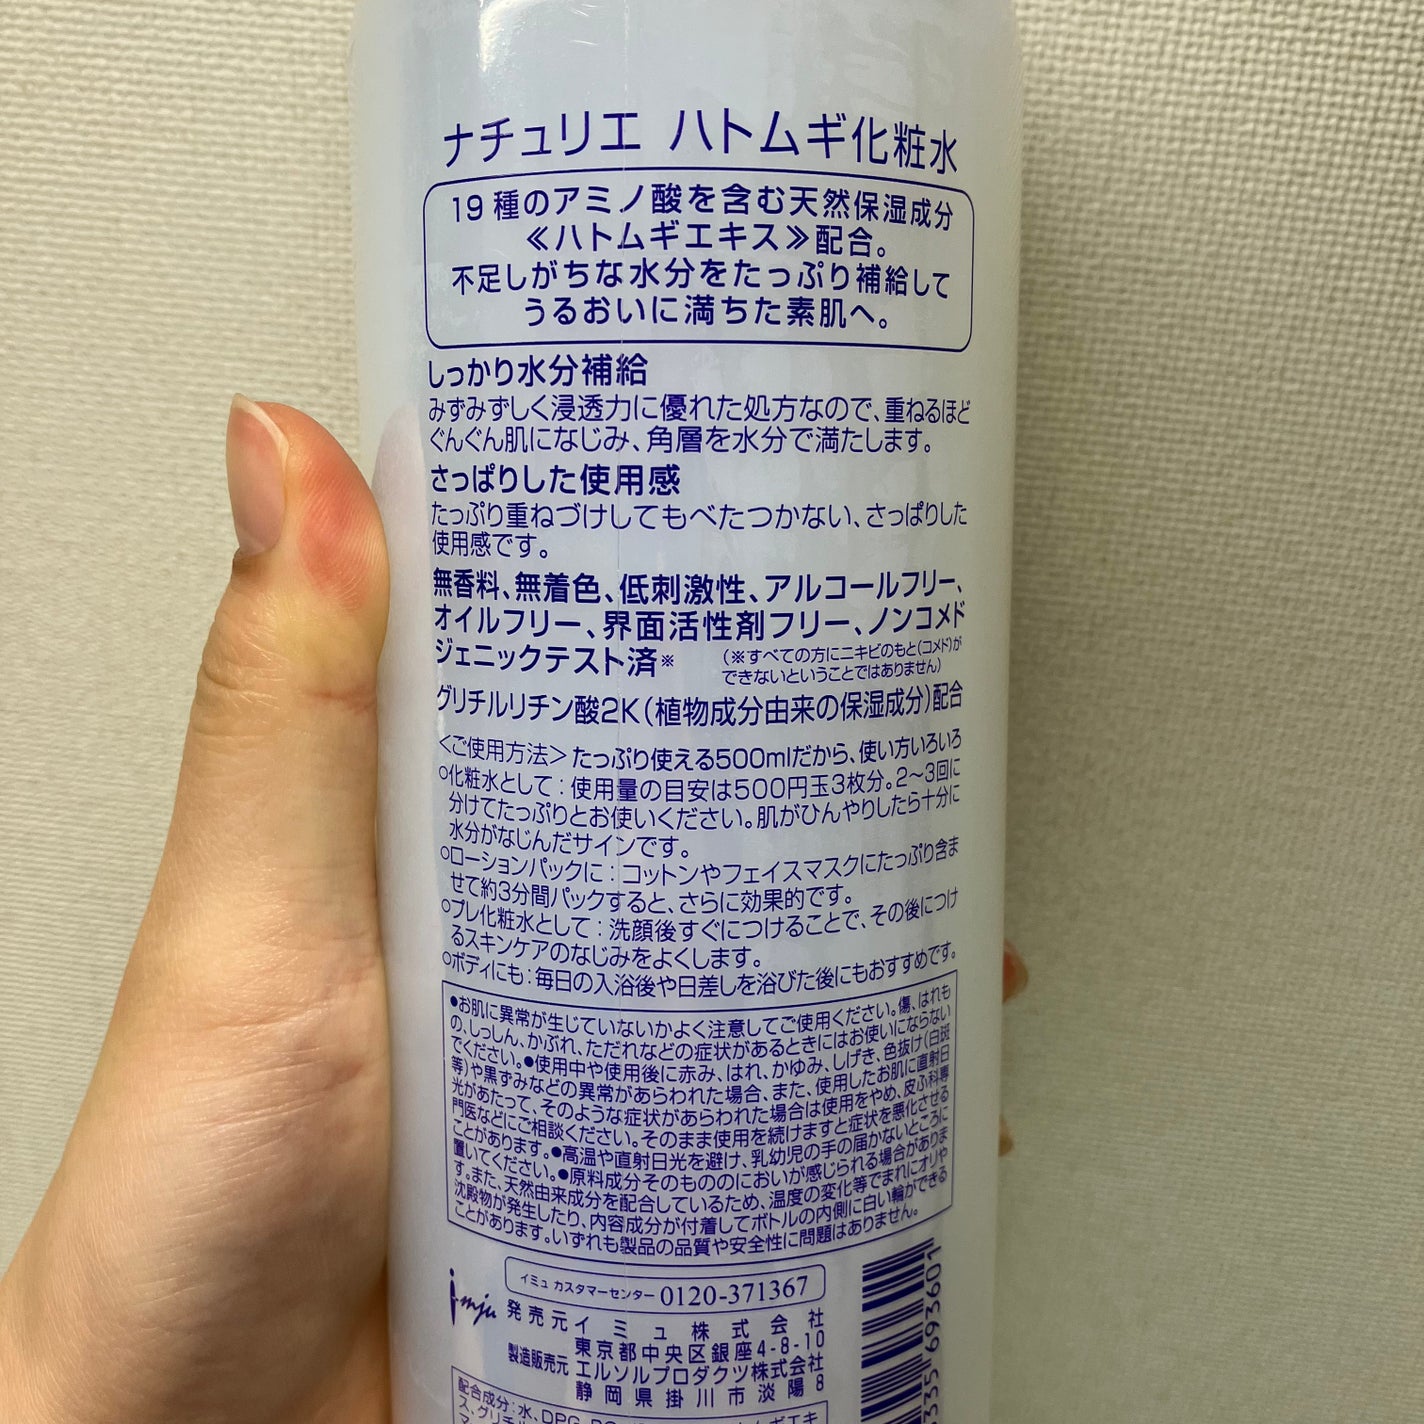 ナチュリエ ハトムギ化粧水
19種のアミノ酸を含む天然保湿成分
≪ハトムギエキス≫配合。
不足しがちな水分をたっぷり補給して
うるおいに満ちた素肌へ。
しっかり水分補給
みずみずしく浸透力に優れた処方なので、重ねるほど
ぐんぐん肌になじみ、角層を水分で満たします。
さっぱりした使用感
たっぷり重ねづけしてもべたつかない、さっぱりした
使用感です。
無香料、無着色、低刺激性、アルコールフリー、
オイルフリー、界面活性剤フリー、ノンコメド
ジェニックテスト済※
(※すべての方にニキビのもと(コメド)が
できないということではありません)
グリチルリチン酸2K(植物成分由来の保湿成分)配合
<ご使用方法>たっぷり使える500mlだから、使い方いろいろ
○化粧水として：使用量の目安は500円玉3枚分。2～3回に
分けてたっぷりとお使いください。肌がひんやりしたら十分に
水分がなじんだサインです。
○ローションパックに：コットンやフェイスマスクにたっぷり含ま
せて約3分間パックすると、さらに効果的です。
○プレ化粧水として：洗顔後すぐにつけることで、その後につけ
るスキンケアのなじみをよくします。
○ボディにも：毎日の入浴後や日差しを浴びた後にもおすすめです。
●お肌に異常が生じていないかよく注意してご使用ください。傷、はれも
の、しっしん、かぶれ、ただれなどの症状があるときにはお使いにならない
でください。●使用中や使用後に赤み、はれ、かゆみ、しげき、色抜け(白斑
等)や黒ずみなどの異常があらわれた場合、また、使用したお肌に直射日
光があたって、そのような症状があらわれた場合は使用をやめ、皮ふ科専
門医などにご相談ください。そのまま使用を続けますと症状を悪化させる
ことがあります。●高温や直射日光を避け、乳幼児の手の届かないところに
置いてください。●原料成分そのもののにおいが感じられる場合がありま
す。また、天然由来成分を配合しているため、温度の変化等でまれにオリや
沈殿物が発生したり、内容成分が付着してボトルの内側に白い輪ができる
ことがあります。いずれも製品の品質や安全性に問題はありません。
イミュ カスタマーセンター 0120-371367
imju
発売元 イミュ株式会社
東京都中央区銀座4-8-10
製造販売元 エルソルプロダクツ株式会社
静岡県掛川市淡陽8
配合成分：水、DPG、
693601